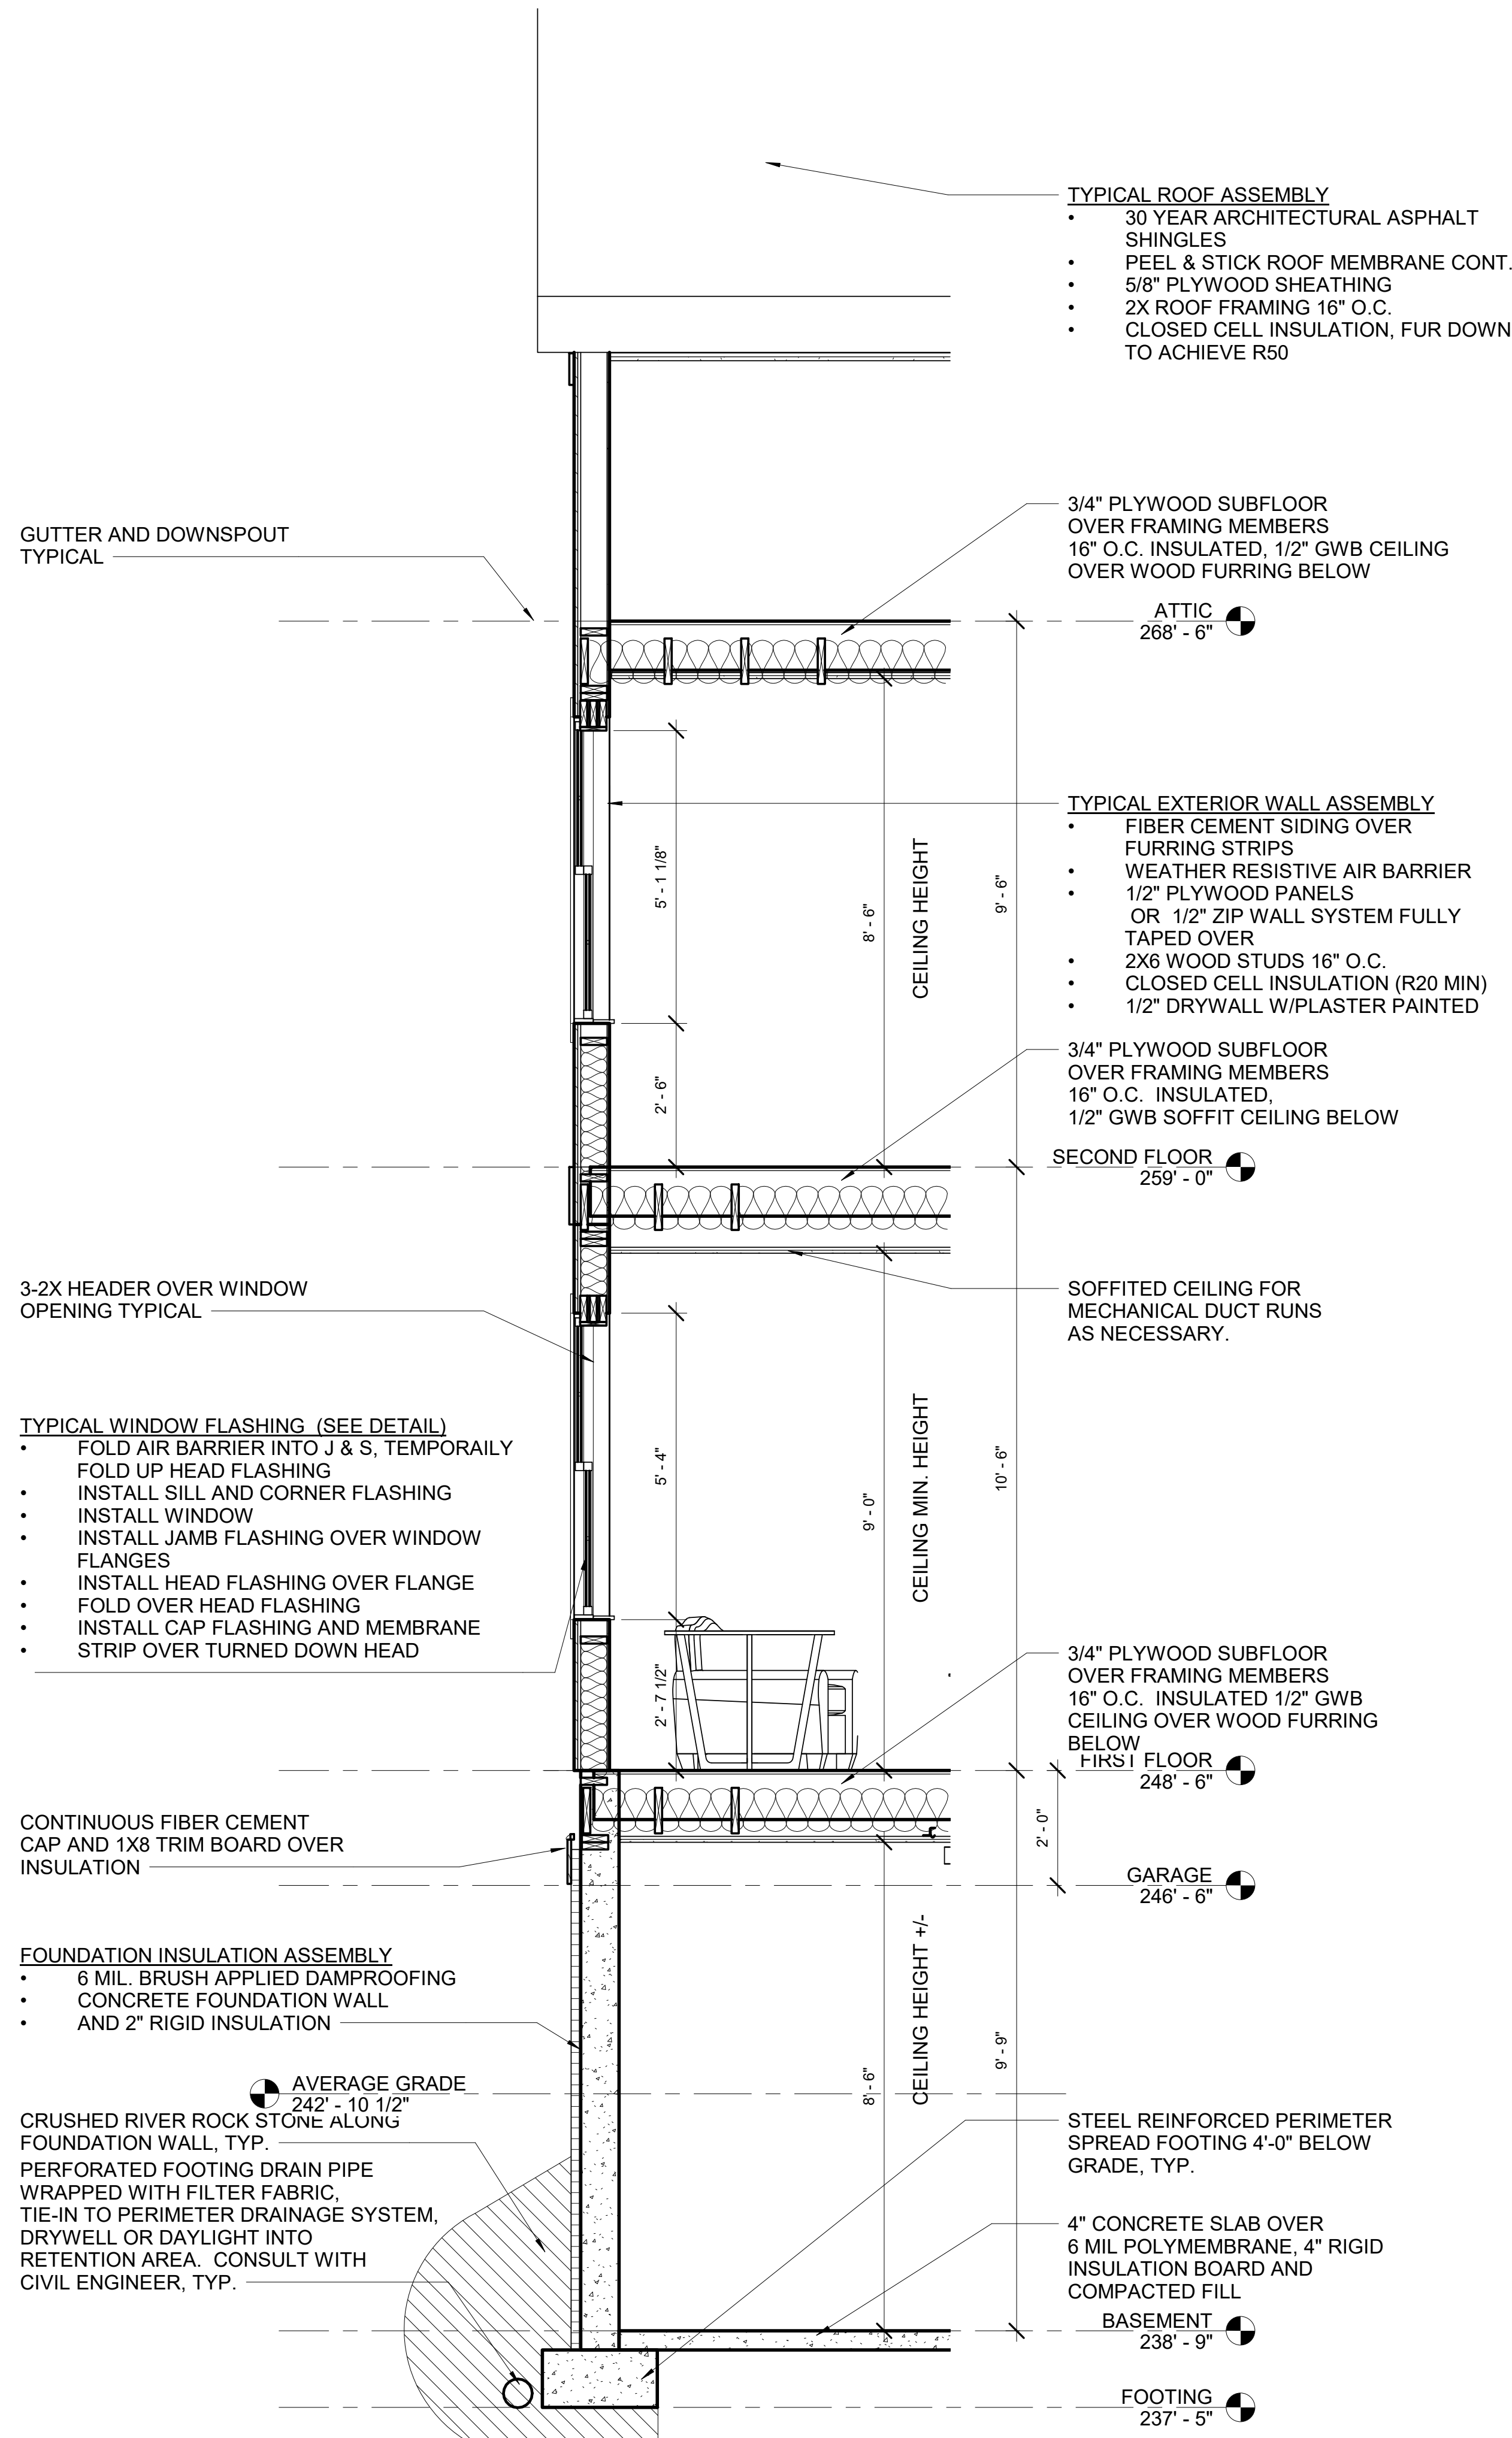 TYPICAL ROOF ASSEMBLY
• 30 YEAR ARCHITECTURAL ASPHALT
SHINGLES
• PEEL & STICK ROOF MEMBRANE CONT.
• 5/8" PLYWOOD SHEATHING
• 2X ROOF FRAMING 16" O.C.
• CLOSED CELL INSULATION, FUR DOWN
TO ACHIEVE R50
GUTTER AND DOWNSPOUT
TYPICAL
3/4" PLYWOOD SUBFLOOR
OVER FRAMING MEMBERS
16" O.C. INSULATED, 1/2" GWB CEILING
OVER WOOD FURRING BELOW
ATTIC
268' - 6"
TYPICAL EXTERIOR WALL ASSEMBLY
• FIBER CEMENT SIDING OVER
FURRING STRIPS
• WEATHER RESISTIVE AIR BARRIER
• 1/2" PLYWOOD PANELS
OR 1/2" ZIP WALL SYSTEM FULLY
TAPED OVER
• 2X6 WOOD STUDS 16" O.C.
• CLOSED CELL INSULATION (R20 MIN)
• 1/2" DRYWALL W/PLASTER PAINTED
5' - 1 1/8"
8' - 6"
CEILING HEIGHT
9' - 6"
2' - 6"
3/4" PLYWOOD SUBFLOOR
OVER FRAMING MEMBERS
16" O.C. INSULATED,
1/2" GWB SOFFIT CEILING BELOW
SECOND FLOOR
259' - 0"
3-2X HEADER OVER WINDOW
OPENING TYPICAL
SOFFITED CEILING FOR
MECHANICAL DUCT RUNS
AS NECESSARY.
TYPICAL WINDOW FLASHING (SEE DETAIL)
• FOLD AIR BARRIER INTO J & S, TEMPORAILY
FOLD UP HEAD FLASHING
• INSTALL SILL AND CORNER FLASHING
• INSTALL WINDOW
• INSTALL JAMB FLASHING OVER WINDOW
FLANGES
• INSTALL HEAD FLASHING OVER FLANGE
• FOLD OVER HEAD FLASHING
• INSTALL CAP FLASHING AND MEMBRANE
• STRIP OVER TURNED DOWN HEAD
5' - 4"
9' - 0"
CEILING MIN. HEIGHT
10' - 6"
2' - 7 1/2"
3/4" PLYWOOD SUBFLOOR
OVER FRAMING MEMBERS
16" O.C. INSULATED 1/2" GWB
CEILING OVER WOOD FURRING
BELOW
FIRST FLOOR
248' - 6"
CONTINUOUS FIBER CEMENT
CAP AND 1X8 TRIM BOARD OVER
INSULATION
2' - 0"
GARAGE
246' - 6"
FOUNDATION INSULATION ASSEMBLY
• 6 MIL. BRUSH APPLIED DAMPROOFING
• CONCRETE FOUNDATION WALL
• AND 2" RIGID INSULATION
8' - 6"
CEILING HEIGHT +/-
9' - 9"
AVERAGE GRADE
242' - 10 1/2"
CRUSHED RIVER ROCK STONE ALONG
FOUNDATION WALL, TYP.
PERFORATED FOOTING DRAIN PIPE
WRAPPED WITH FILTER FABRIC,
TIE-IN TO PERIMETER DRAINAGE SYSTEM,
DRYWELL OR DAYLIGHT INTO
RETENTION AREA. CONSULT WITH
CIVIL ENGINEER, TYP.
STEEL REINFORCED PERIMETER
SPREAD FOOTING 4'-0" BELOW
GRADE, TYP.
4" CONCRETE SLAB OVER
6 MIL POLYMEMBRANE, 4" RIGID
INSULATION BOARD AND
COMPACTED FILL
BASEMENT
238' - 9"
FOOTING
237' - 5"